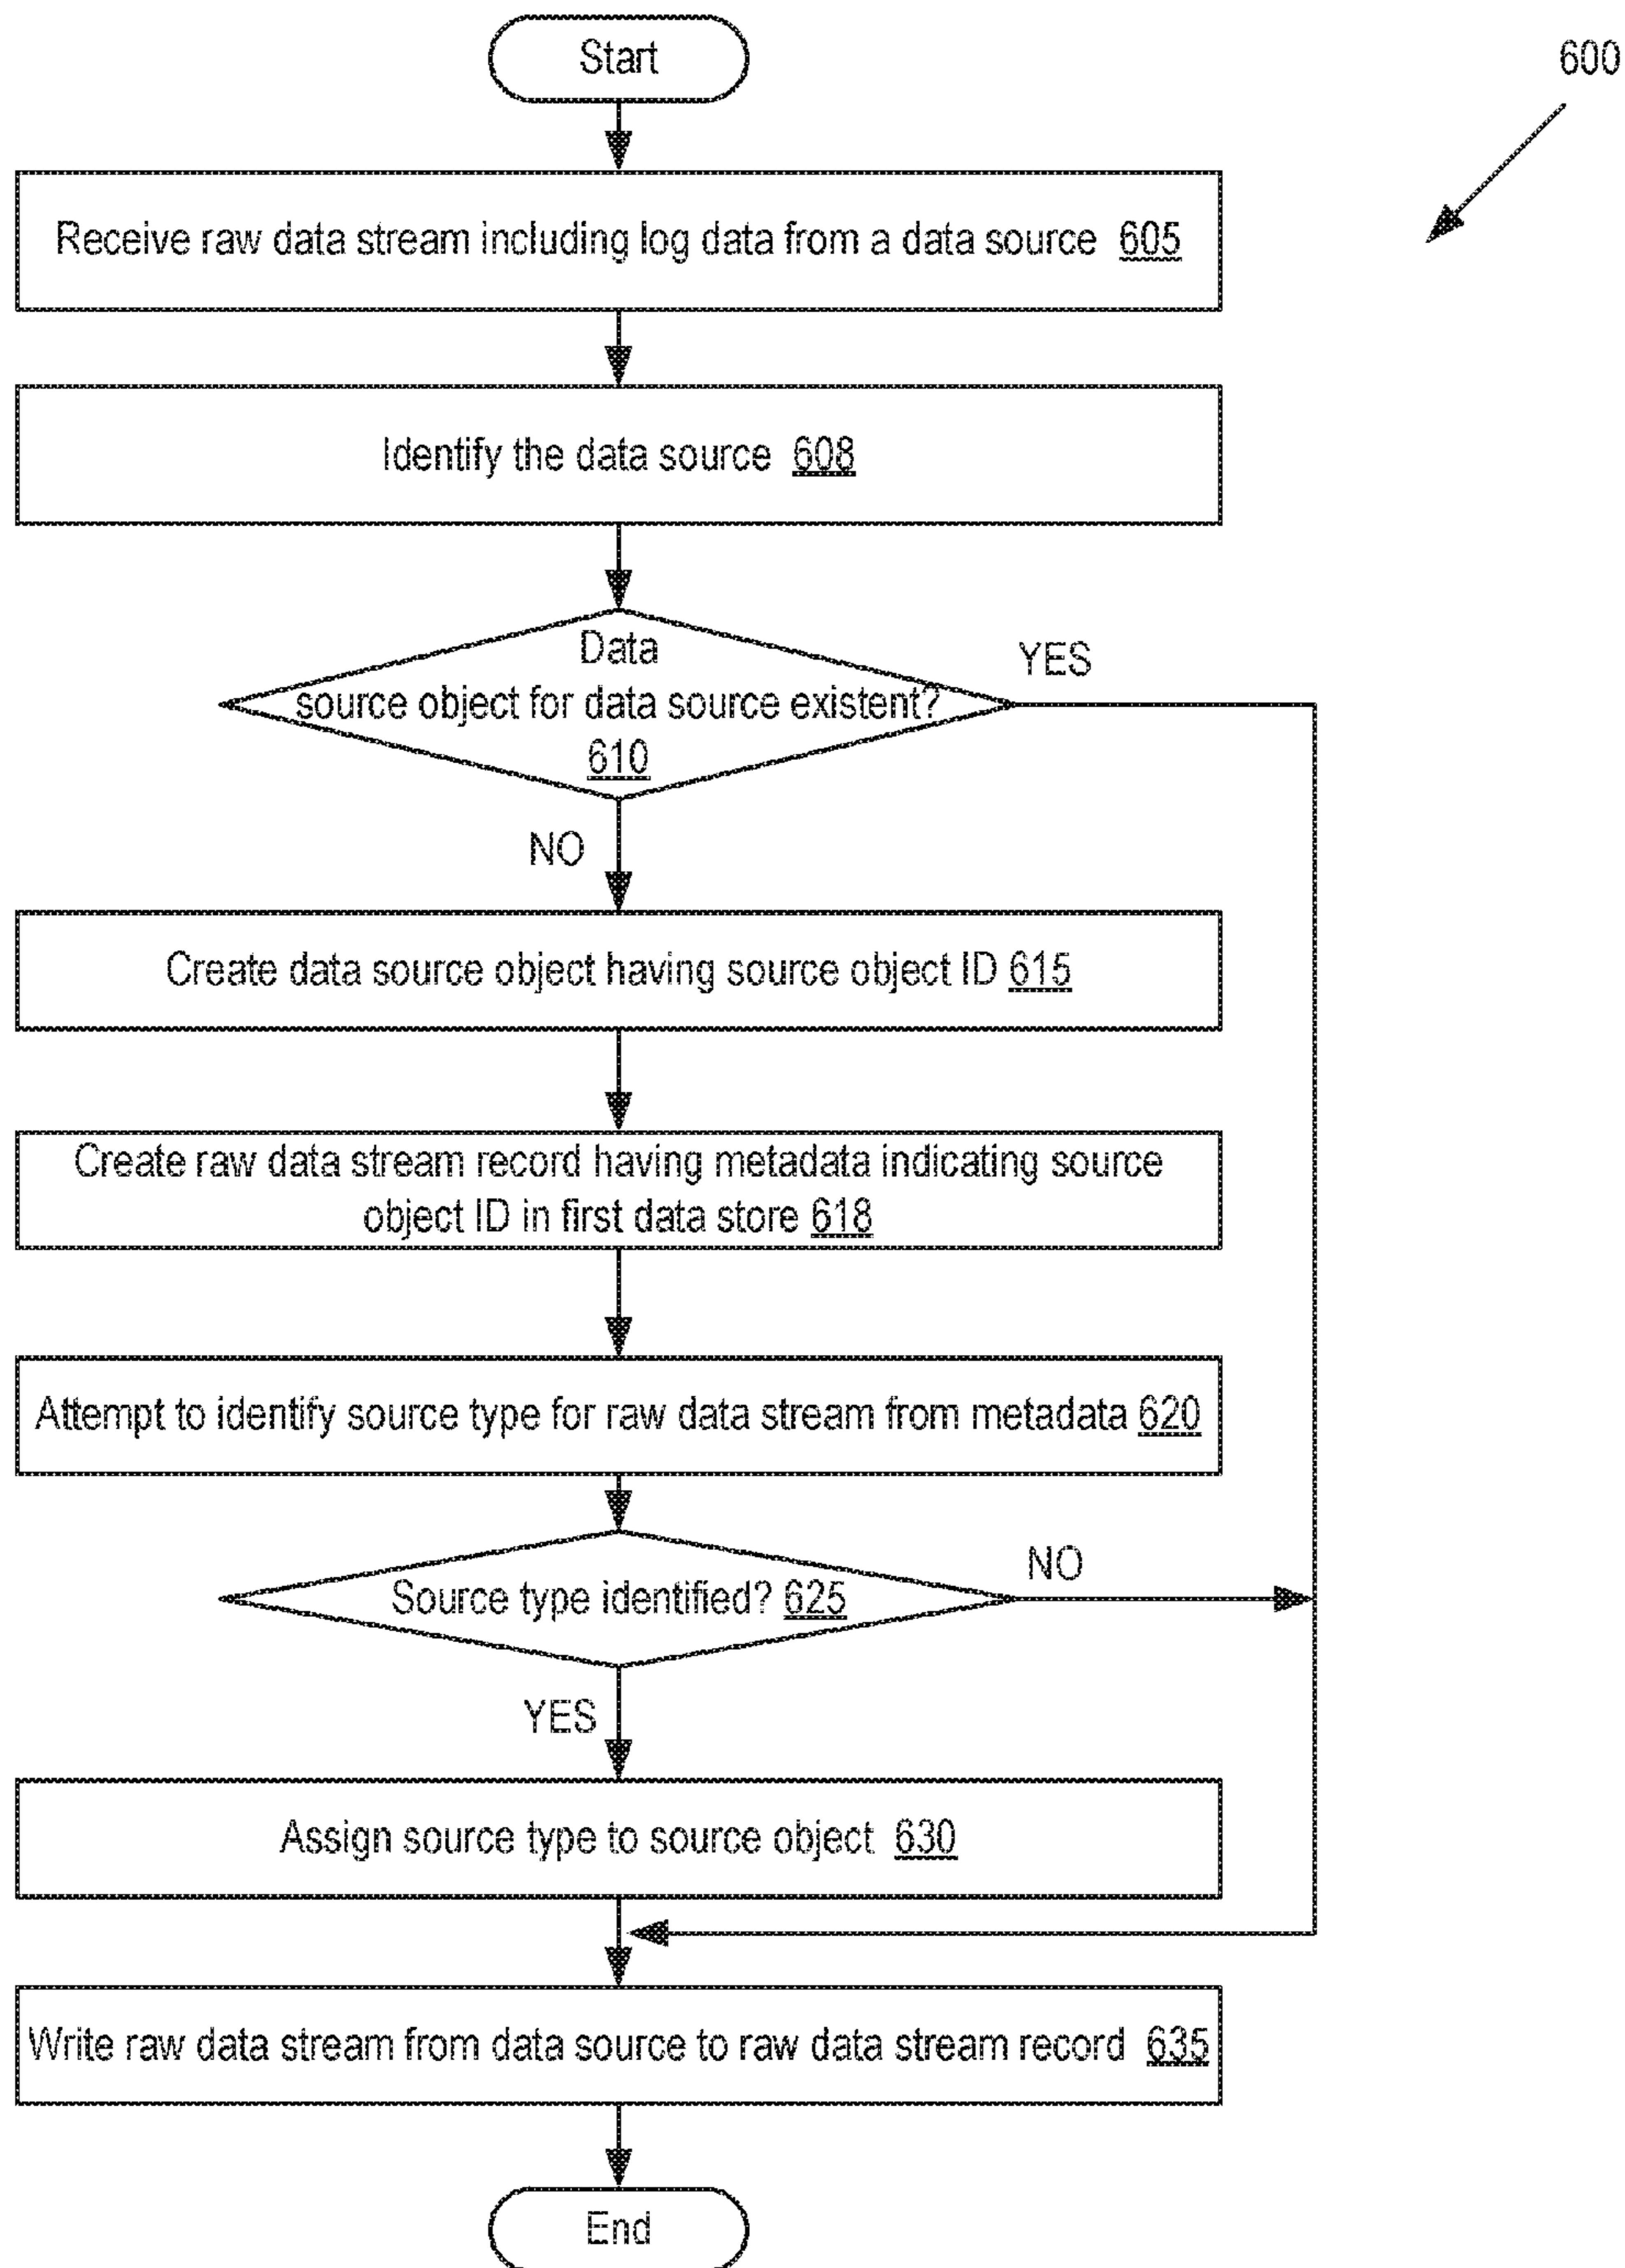 Start
600
Receive raw data stream including log data from a data source 605
Identify the data source 608
Data
source object for data source existent?
610
YES
NO
Create data source object having source object ID 615
Create raw data stream record having metadata indicating source
object ID in first data store 618
Attempt to identify source type for raw data stream from metadata 620
Source type identified? 625
NO
YES
Assign source type to source object 630
Write raw data stream from data source to raw data stream record 635
End